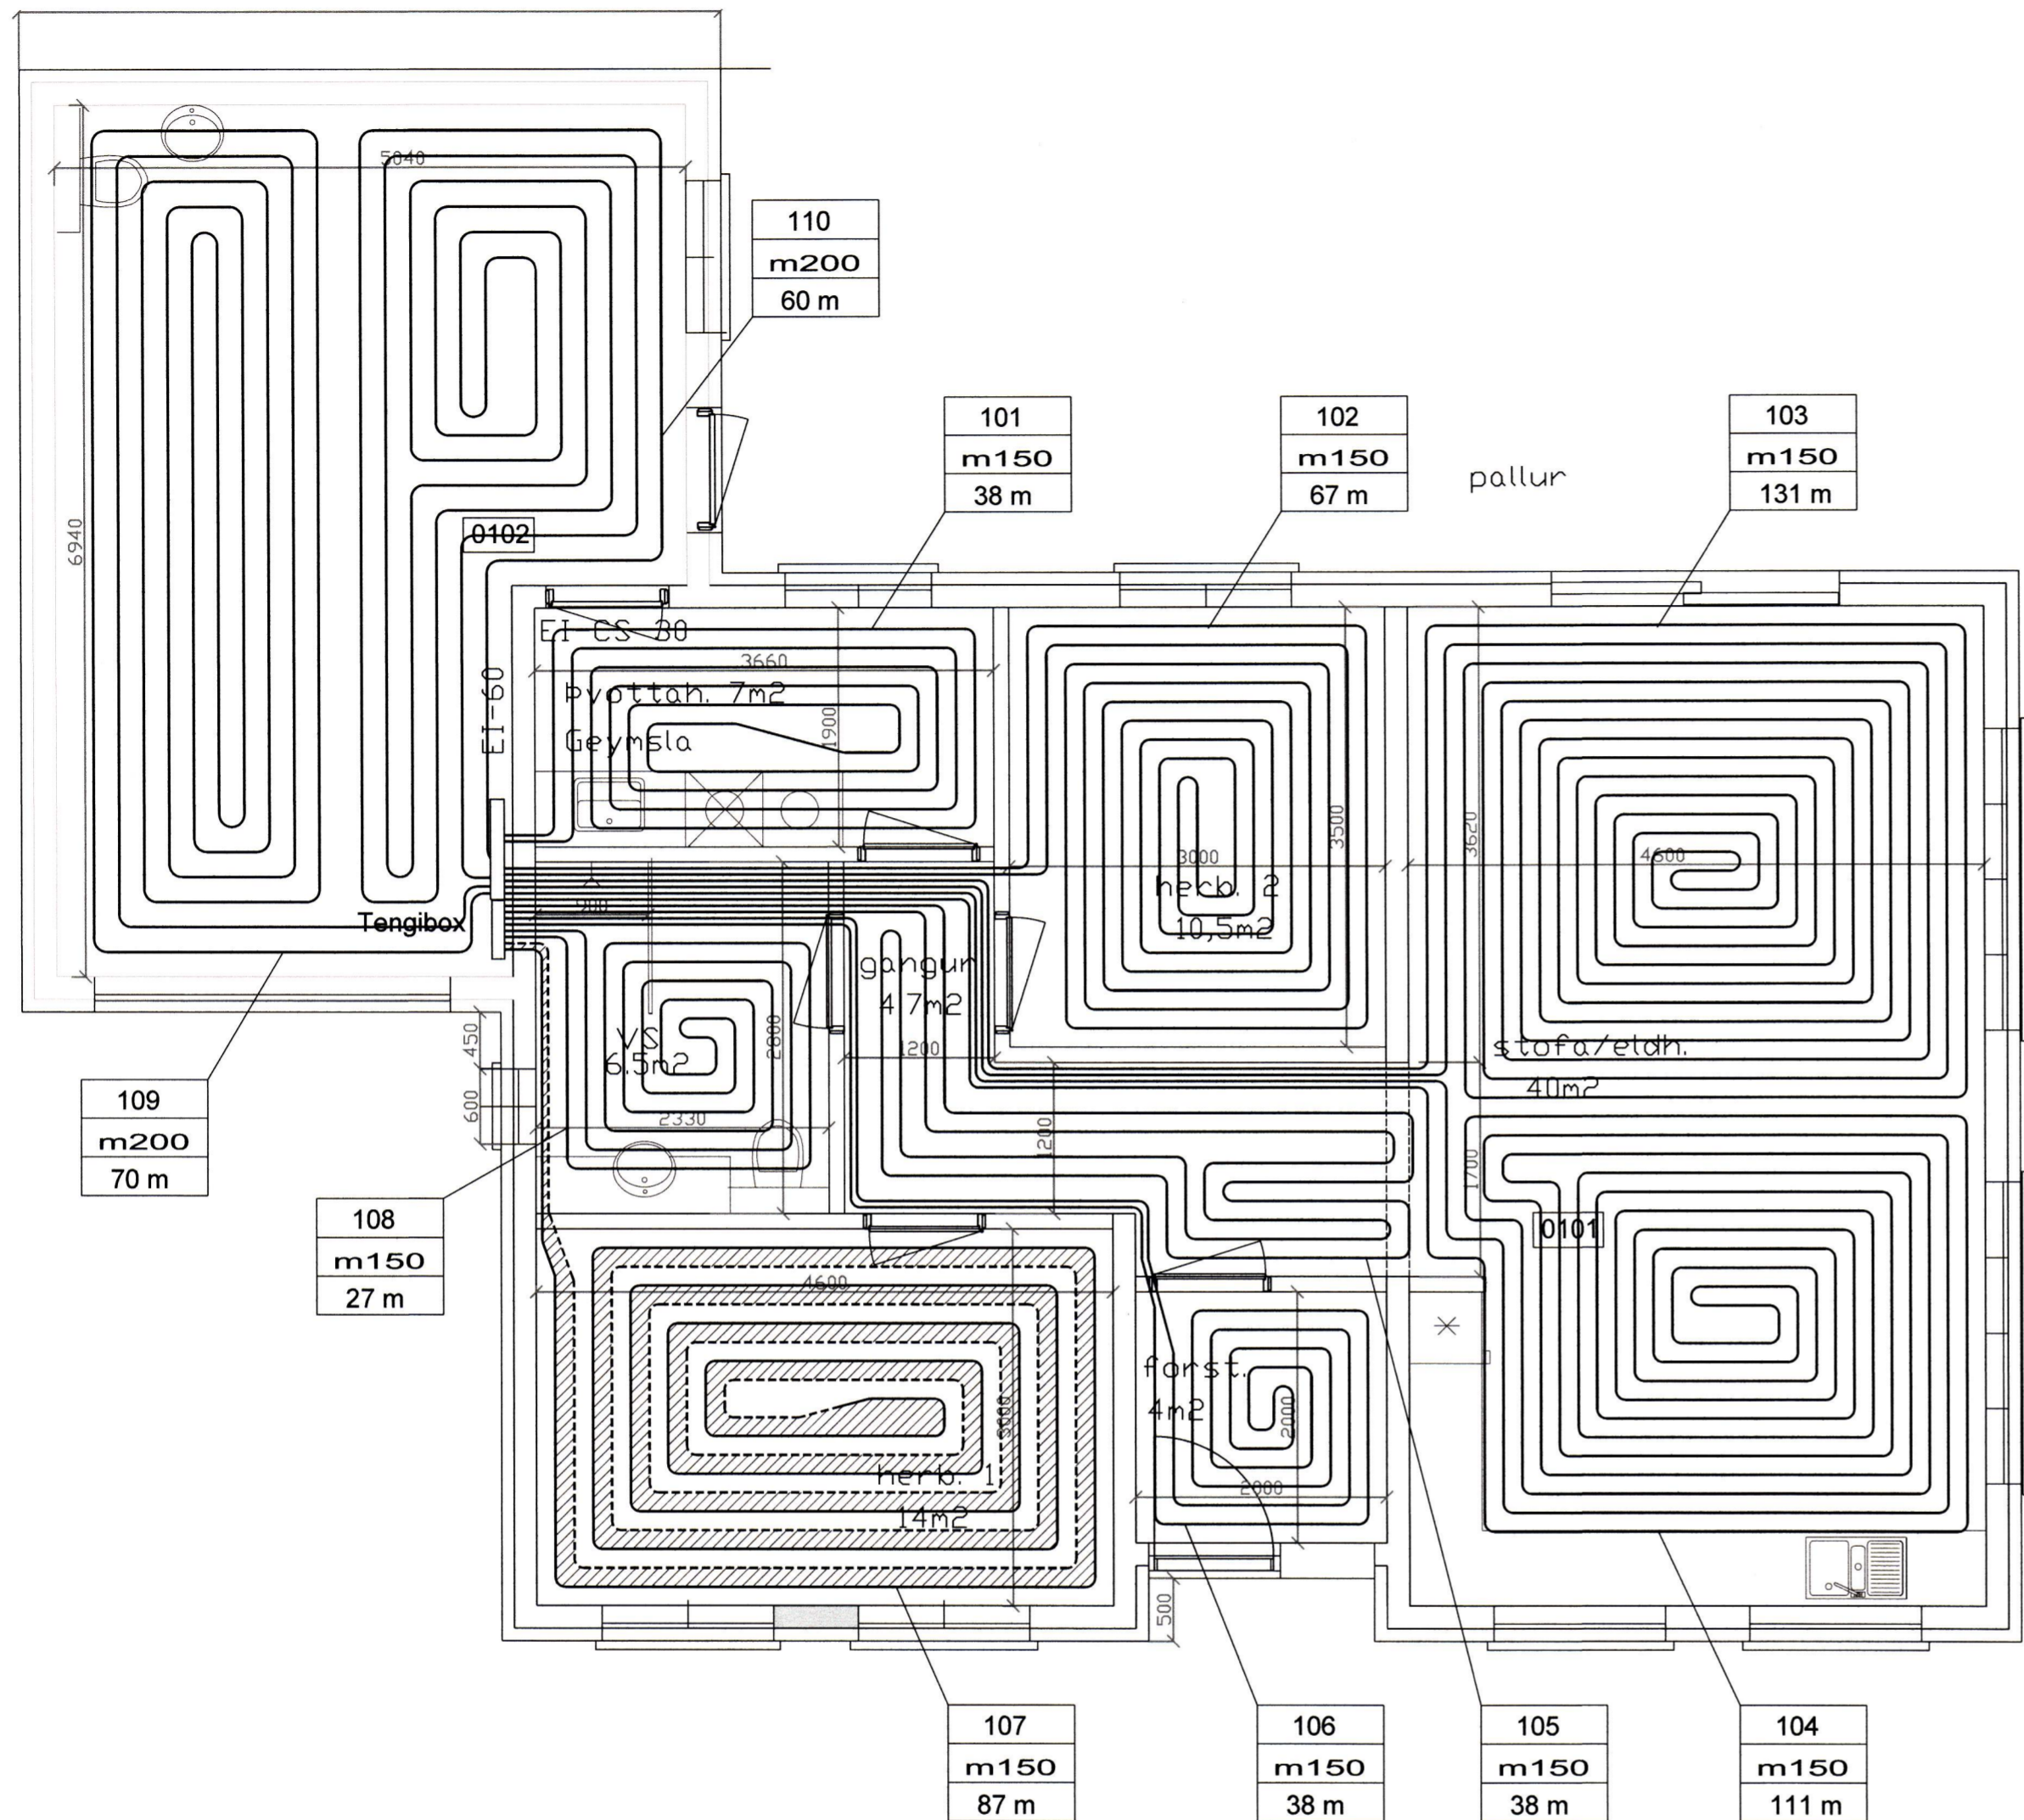 5040
110
m200
60 m
101
m150
38 m
102
m150
67 m
103
m150
131 m
pallur
6940
0102
EI CS 30
EI-60
3660
Þvottah. 7m2
1900
Geymsla
3500
3620
3000
4600
herb. 2
10,5m2
900
Tengibox
gangur
4.7m2
VS
6.5m2
2800
1200
stofa/eldh.
40m2
450
600
2330
1200
1700
109
m200
70 m
108
m150
27 m
0101
4600
forst.
4m2
3000
2000
herb. 1
14m2
2000
500
107
m150
87 m
106
m150
38 m
105
m150
38 m
104
m150
111 m